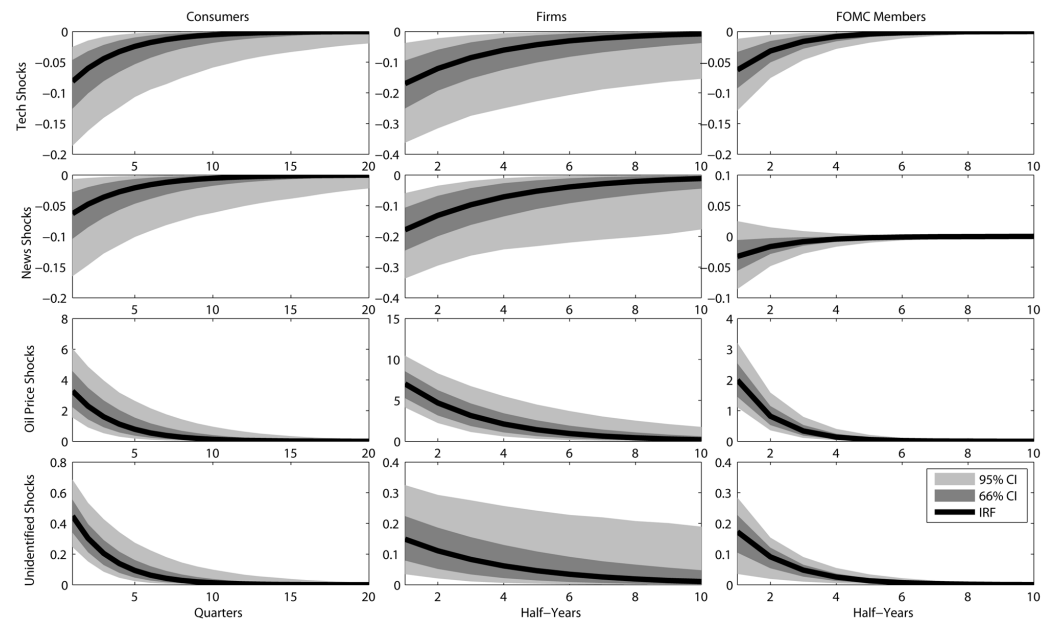 Consumers Firms FOMC Members
Tech Shocks
0 −0.05 −0.1 −0.15 −0.2
5 10 15 20
0 −0.1 −0.2 −0.3 −0.4
2 4 6 8 10
0 −0.05 −0.1 −0.15 −0.2
2 4 6 8 10
News Shocks
0 −0.05 −0.1 −0.15 −0.2
5 10 15 20
0 −0.1 −0.2 −0.3 −0.4
2 4 6 8 10
0.1 0.05 0 −0.05 −0.1
2 4 6 8 10
Oil Price Shocks
8 6 4 2 0
5 10 15 20
15 10 5 0
2 4 6 8 10
4 3 2 1 0
2 4 6 8 10
Unidentified Shocks
0.8 0.6 0.4 0.2 0
5 10 15 20
Quarters
0.4 0.3 0.2 0.1 0
2 4 6 8 10
Half−Years
0.4 0.3 0.2 0.1 0
2 4 6 8 10
Half−Years
95% CI
66% CI
IRF